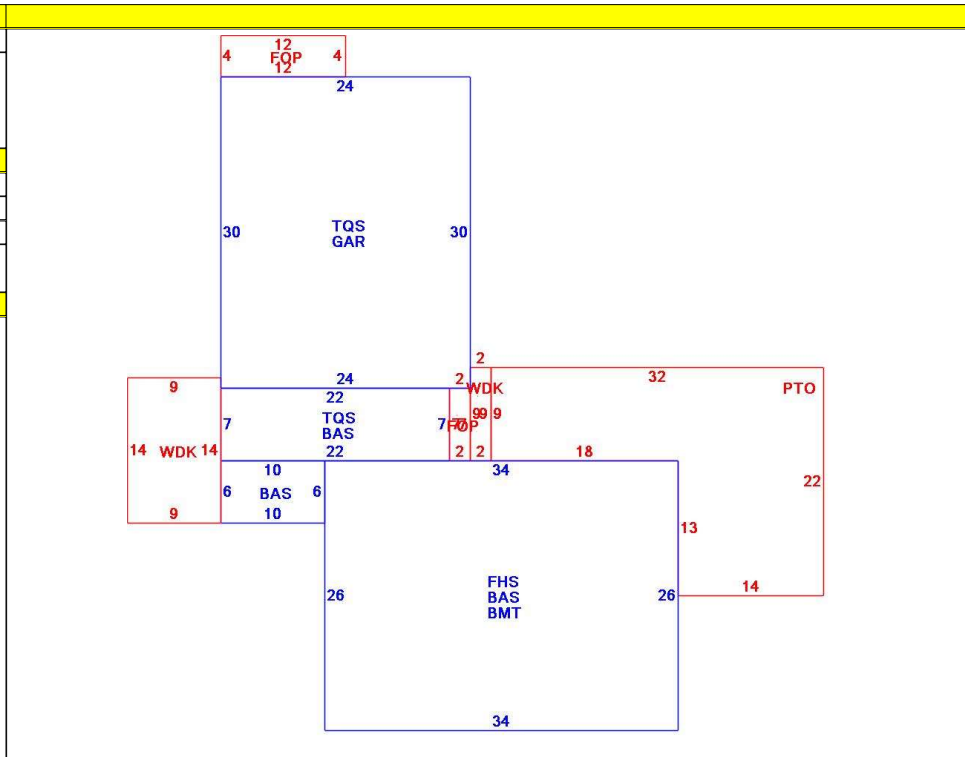 12
4 FOP 4
12
24
TQS
GAR
30 30
2
24 2 32
9 22 WDK PTO
TQS
BAS
7 7 7 FOP 9 9 9
14 WDK 14
22 2 2 18
10 34
6 BAS 6
22
9 10
13
FHS
BAS
BMT
26 26
14
34